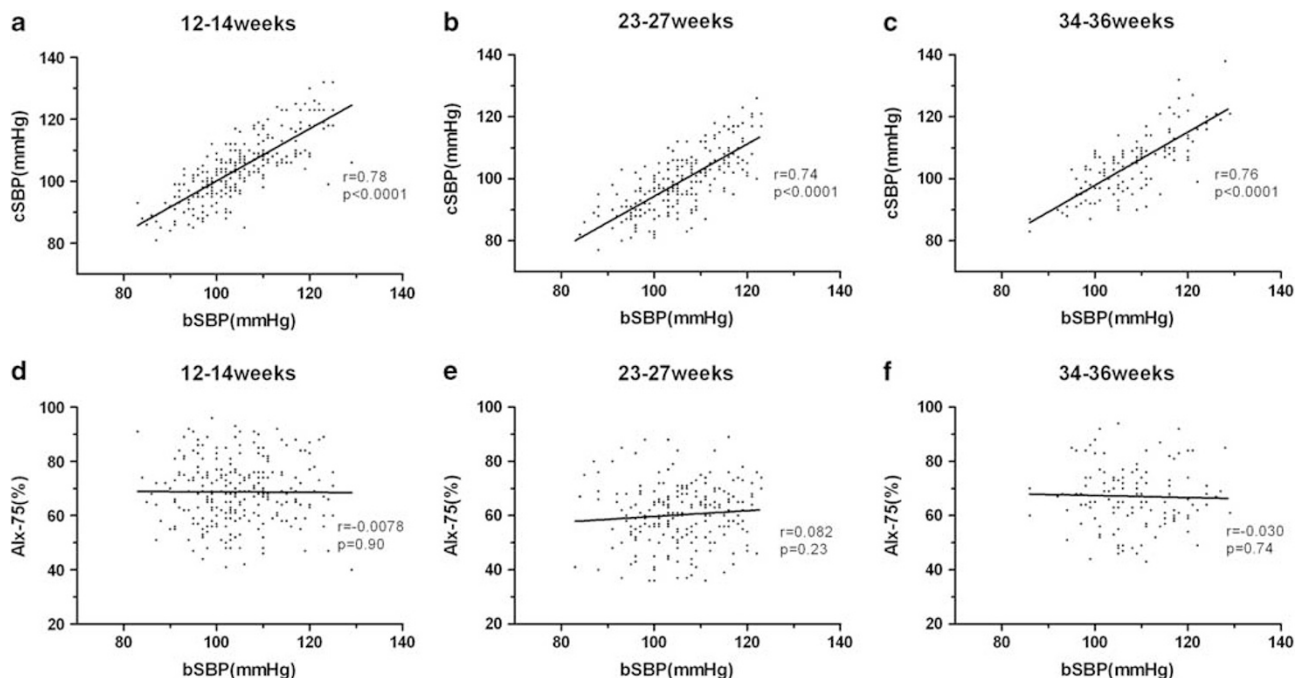 a
12-14weeks
140
120
100
80
cSBP(mmHg)
r=0.78
p<0.0001
80
100
120
140
bSBP(mmHg)
b
23-27weeks
140
120
100
80
cSBP(mmHg)
r=0.74
p<0.0001
80
100
120
140
bSBP(mmHg)
c
34-36weeks
140
120
100
80
cSBP(mmHg)
r=0.76
p<0.0001
80
100
120
140
bSBP(mmHg)
d
12-14weeks
100
80
60
40
20
AIx-75(%)
r=-0.0078
p=0.90
80
100
120
140
bSBP(mmHg)
e
23-27weeks
100
80
60
40
20
AIx-75(%)
r=0.082
p=0.23
80
100
120
140
bSBP(mmHg)
f
34-36weeks
100
80
60
40
20
AIx-75(%)
r=-0.030
p=0.74
80
100
120
140
bSBP(mmHg)